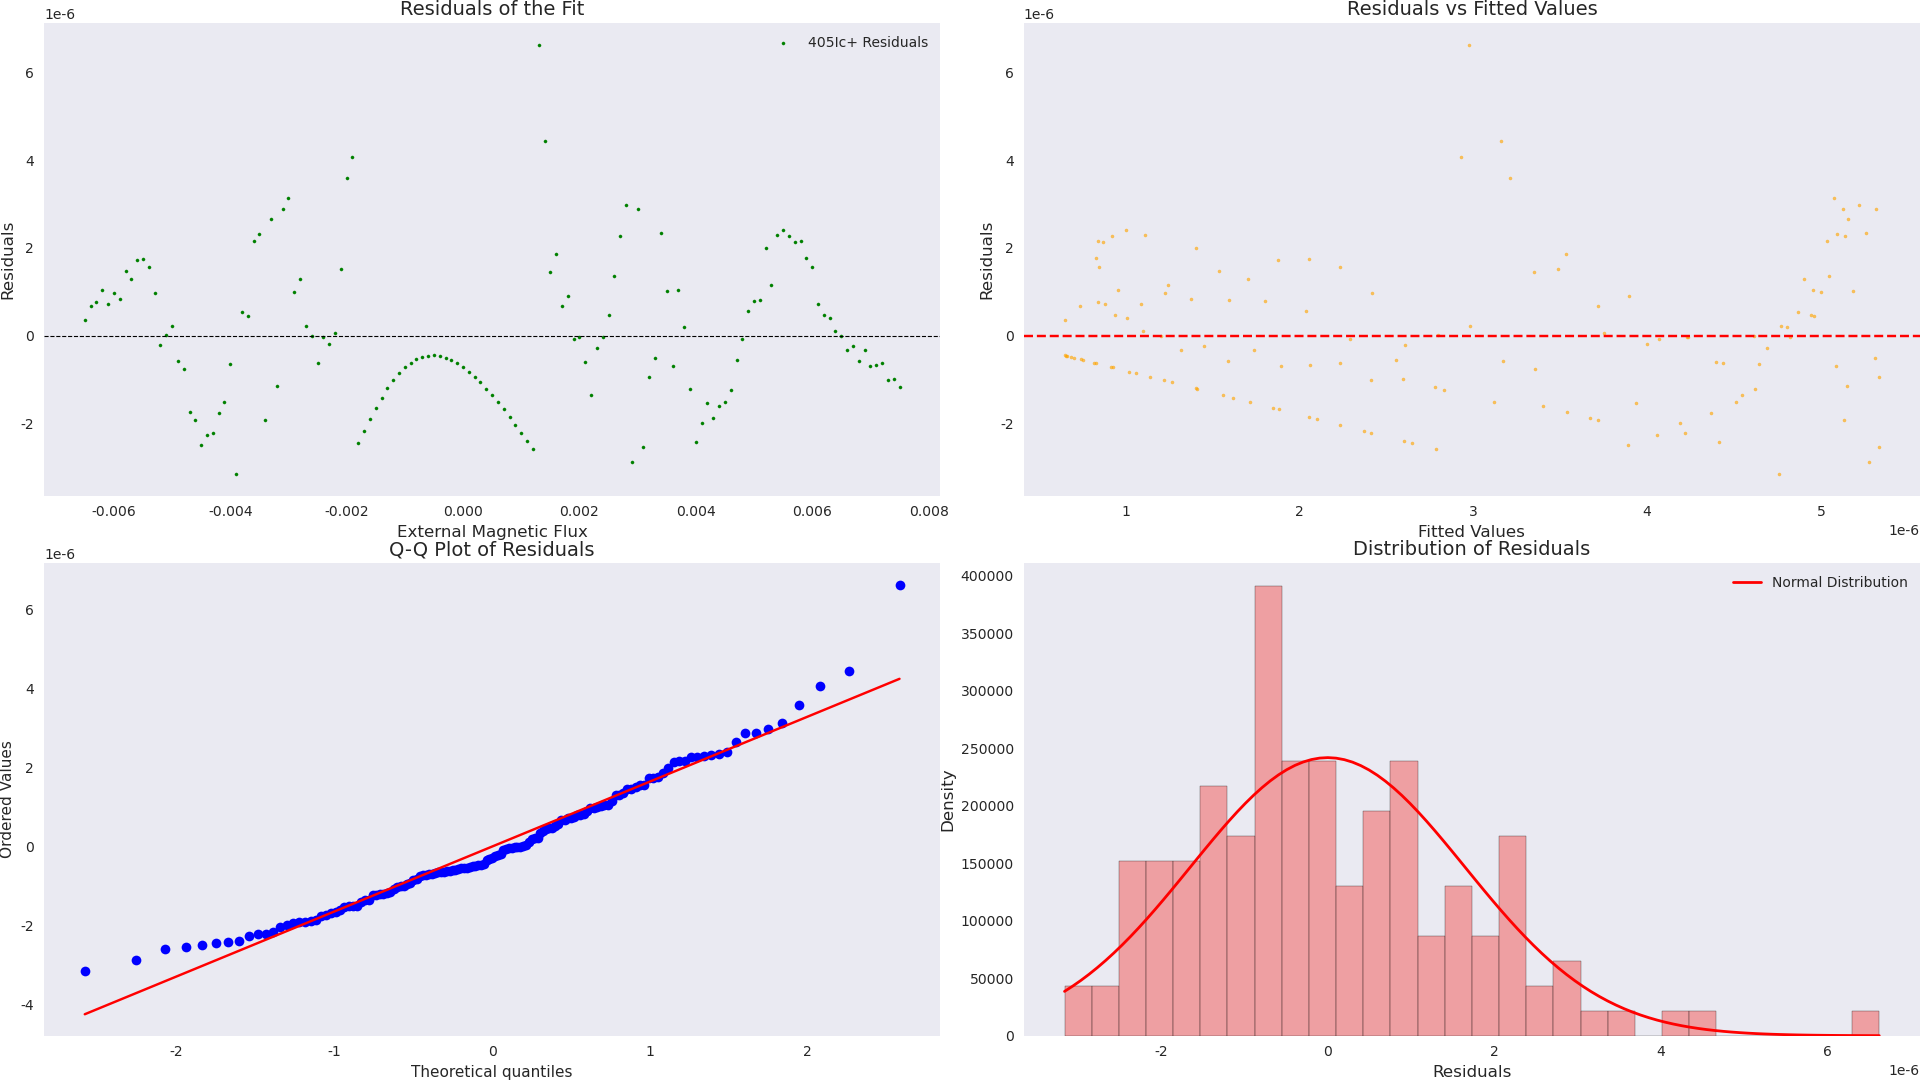 Residuals of the Fit
1e-6
405Ic+ Residuals
6
4
2
0
-2
Residuals
-0.006 -0.004 -0.002 0.000 0.002 0.004 0.006 0.008
External Magnetic Flux
Residuals vs Fitted Values
1e-6
6
4
2
0
-2
Residuals
1 2 3 4 5
1e-6
Fitted Values
Q-Q Plot of Residuals
1e-6
6
4
2
0
-2
-4
Ordered Values
-2 -1 0 1 2
Theoretical quantiles
Distribution of Residuals
Normal Distribution
400000
350000
300000
250000
200000
150000
100000
50000
0
Density
-2 0 2 4 6
1e-6
Residuals